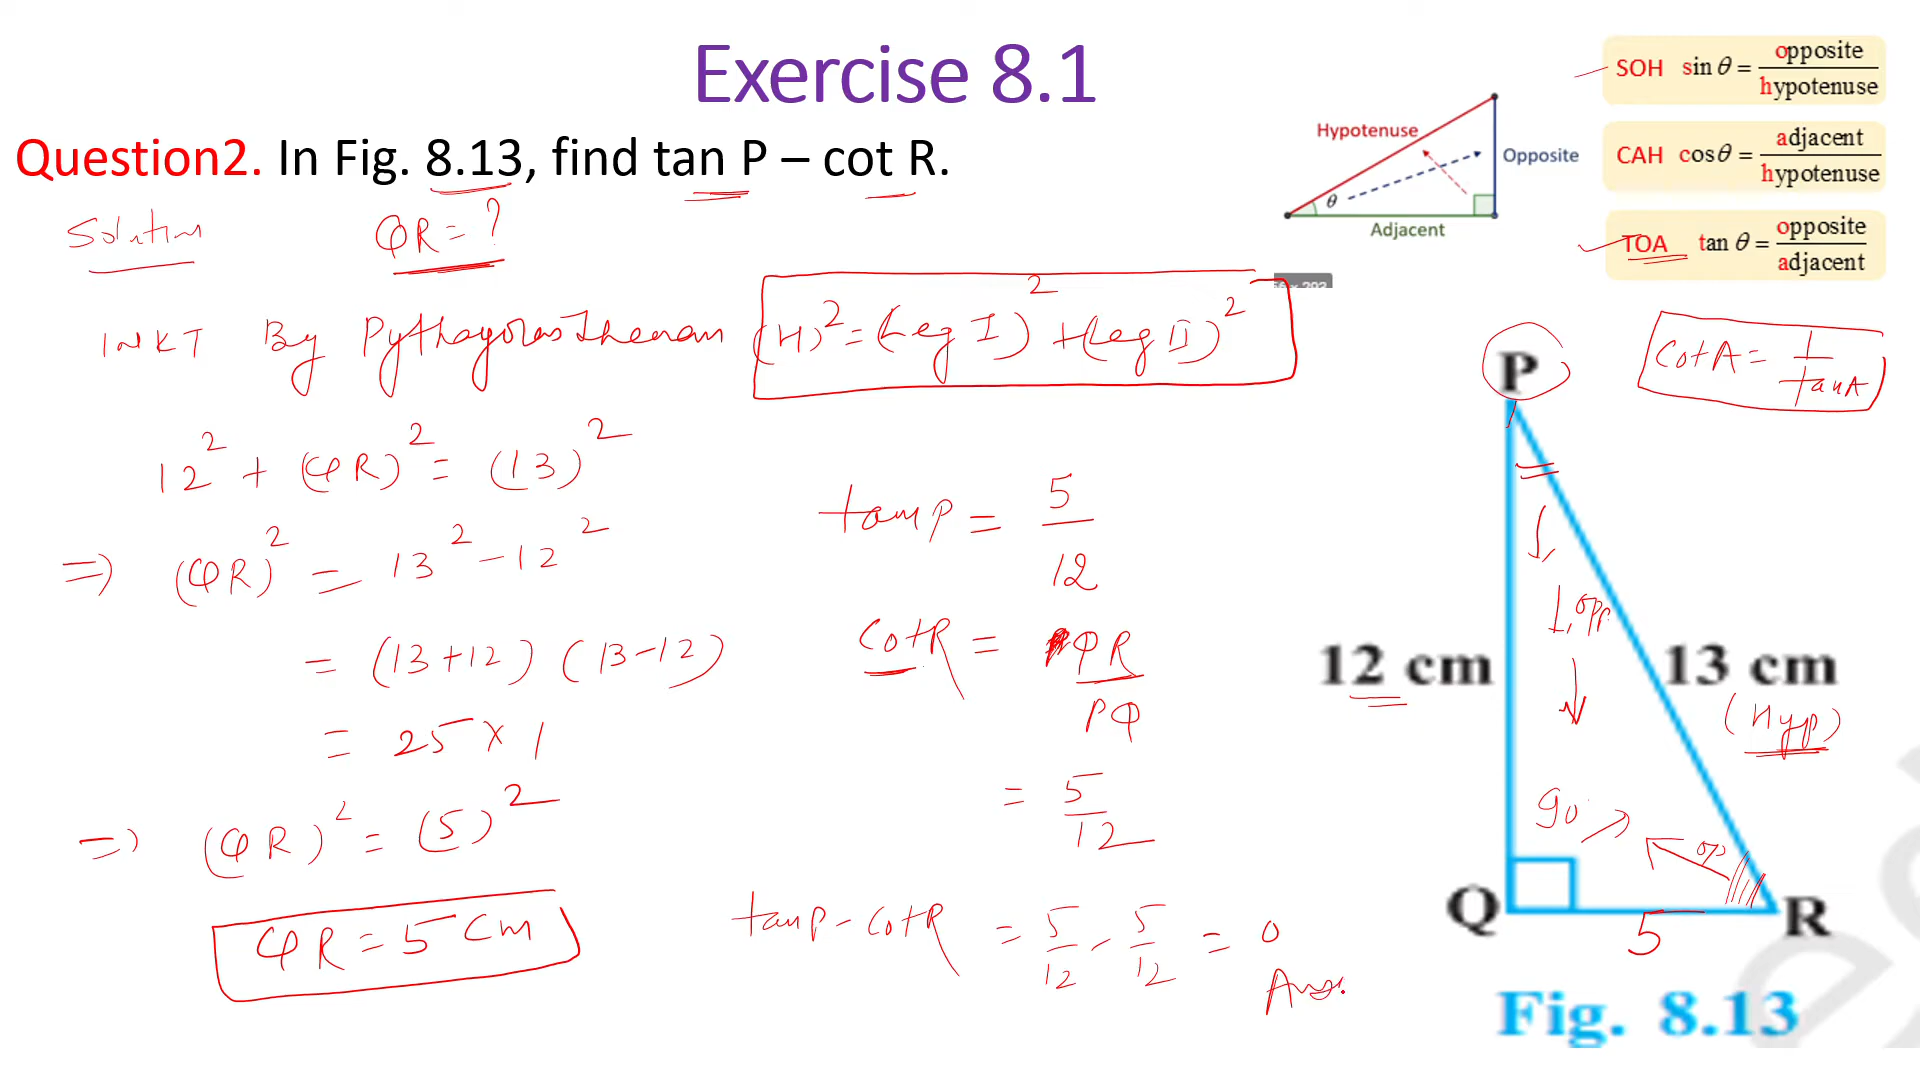 Exercise 8.1
Question2. In Fig. 8.13, find tan P – cot R.
Solution
QR = ?
WKT By Pythagoras Theorem (H)² = (Leg I)² + (Leg II)²
12² + (QR)² = (13)²
⇒ (QR)² = 13² - 12²
= (13+12) (13-12)
= 25 × 1
⇒ (QR)² = (5)²
QR = 5 cm
tan P = 5/12
Cot R = QR/PQ
= 5/12
tan P - Cot R = 5/12 - 5/12 = 0
Ans.
Hypotenuse
Opposite
θ
Adjacent
SOH sin θ = opposite/hypotenuse
CAH cos θ = adjacent/hypotenuse
TOA tan θ = opposite/adjacent
Cot A = 1/tan A
P
opp
12 cm
13 cm
(Hyp)
90
op
Q
R
5
Fig. 8.13